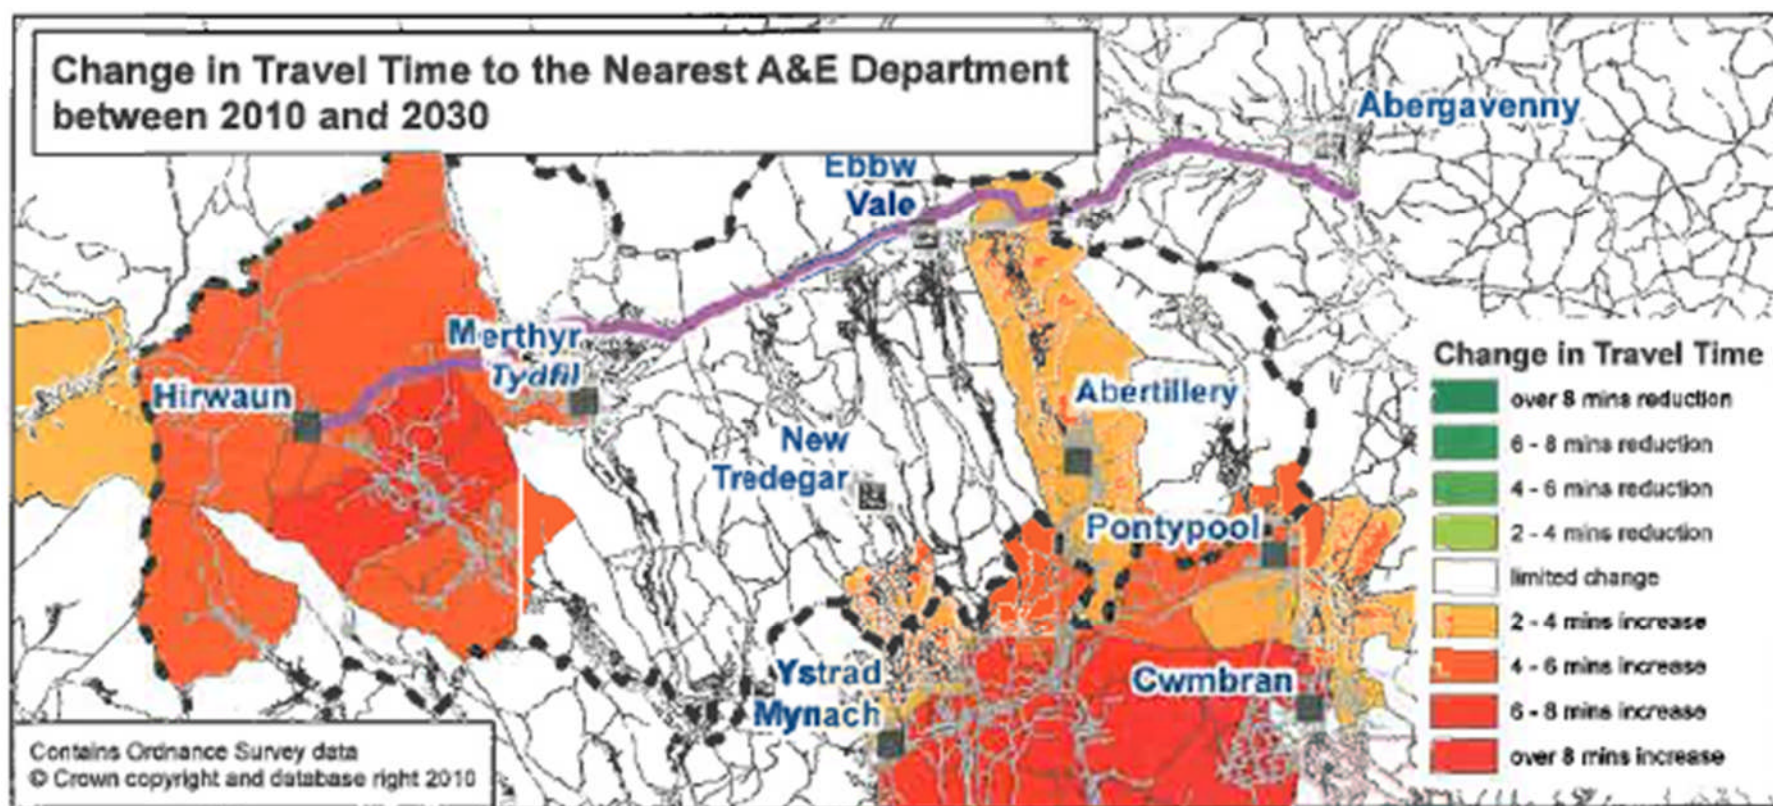 Change in Travel Time to the Nearest A&E Department
between 2010 and 2030
Abergavenny
Ebbw
Vale
Merthyr
Tydfil
Hirwaun
Abertillery
New
Tredegar
Pontypool
Ystrad
Mynach
Cwmbran
Change in Travel Time
over 8 mins reduction
6 - 8 mins reduction
4 - 6 mins reduction
2 - 4 mins reduction
limited change
2 - 4 mins increase
4 - 6 mins increase
6 - 8 mins increase
over 8 mins increase
Contains Ordnance Survey data
© Crown copyright and database right 2010